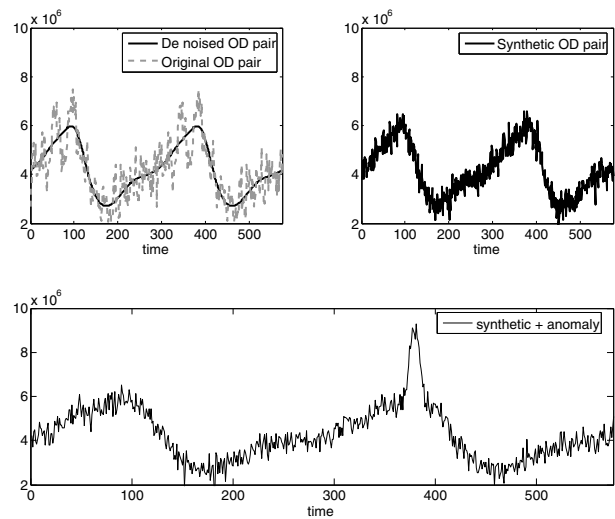 x 10^6
10
8
6
4
2
0 100 200 300 400 500
time
De noised OD pair
Original OD pair
x 10^6
10
8
6
4
2
0 100 200 300 400 500
time
Synthetic OD pair
x 10^6
10
8
6
4
2
0 100 200 300 400 500
time
synthetic + anomaly